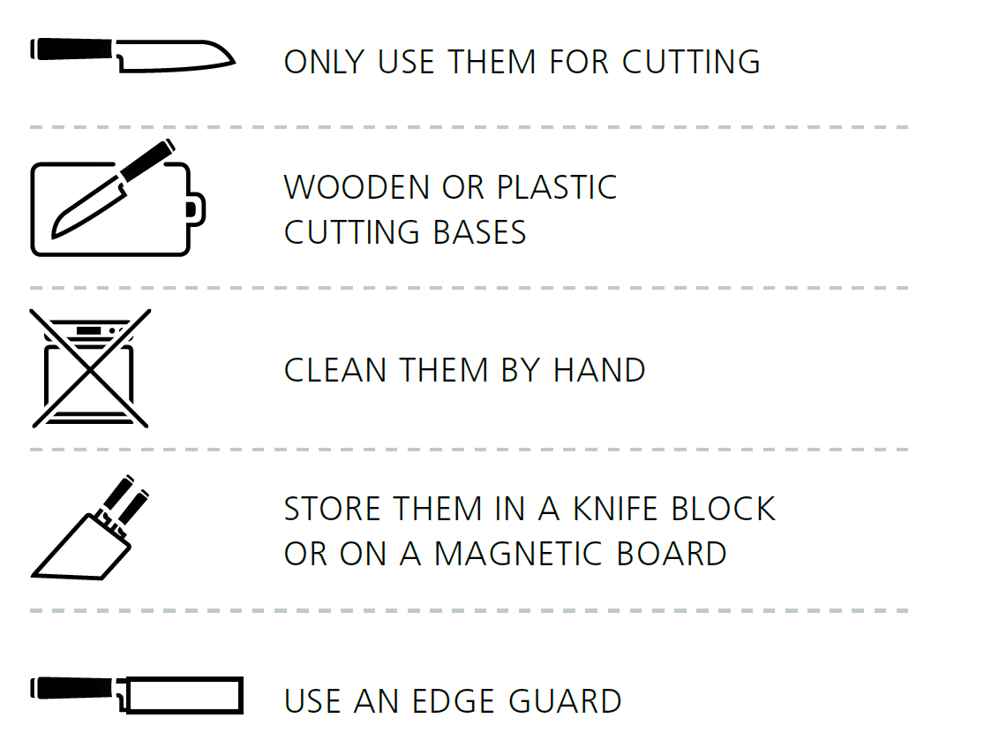 ONLY USE THEM FOR CUTTING
WOODEN OR PLASTIC
CUTTING BASES
CLEAN THEM BY HAND
STORE THEM IN A KNIFE BLOCK
OR ON A MAGNETIC BOARD
USE AN EDGE GUARD